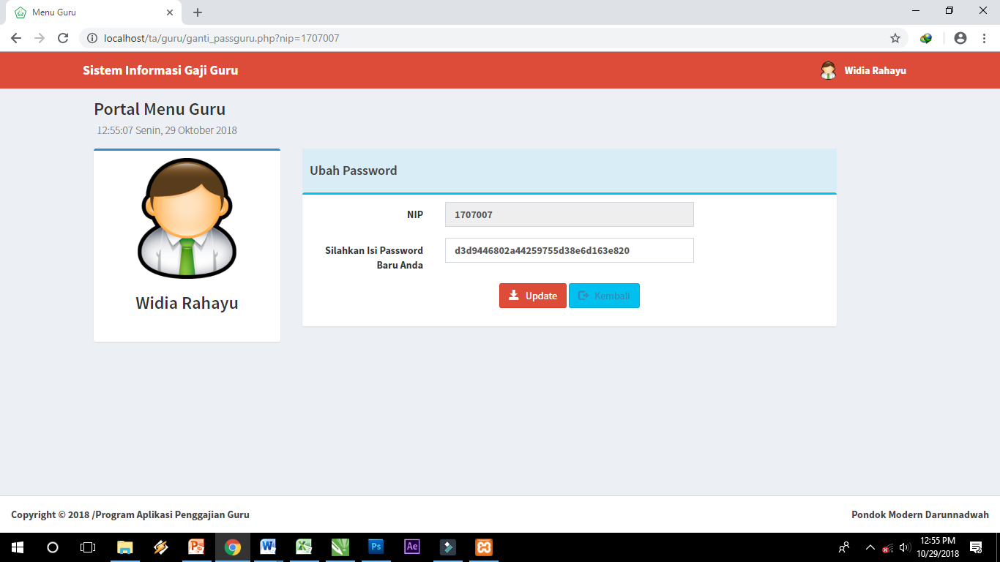 Menu Guru
localhost/ta/guru/ganti_passguru.php?nip=1707007
Sistem Informasi Gaji Guru
Widia Rahayu
Portal Menu Guru
12:55:07 Senin, 29 Oktober 2018
Widia Rahayu
Ubah Password
NIP
1707007
Silahkan Isi Password
Baru Anda
d3d9446802a44259755d38e6d163e820
Update
Kembali
Copyright © 2018 /Program Aplikasi Penggajian Guru
Pondok Modern Darunnadwah
Ps
Ae
12:55 PM
10/29/2018